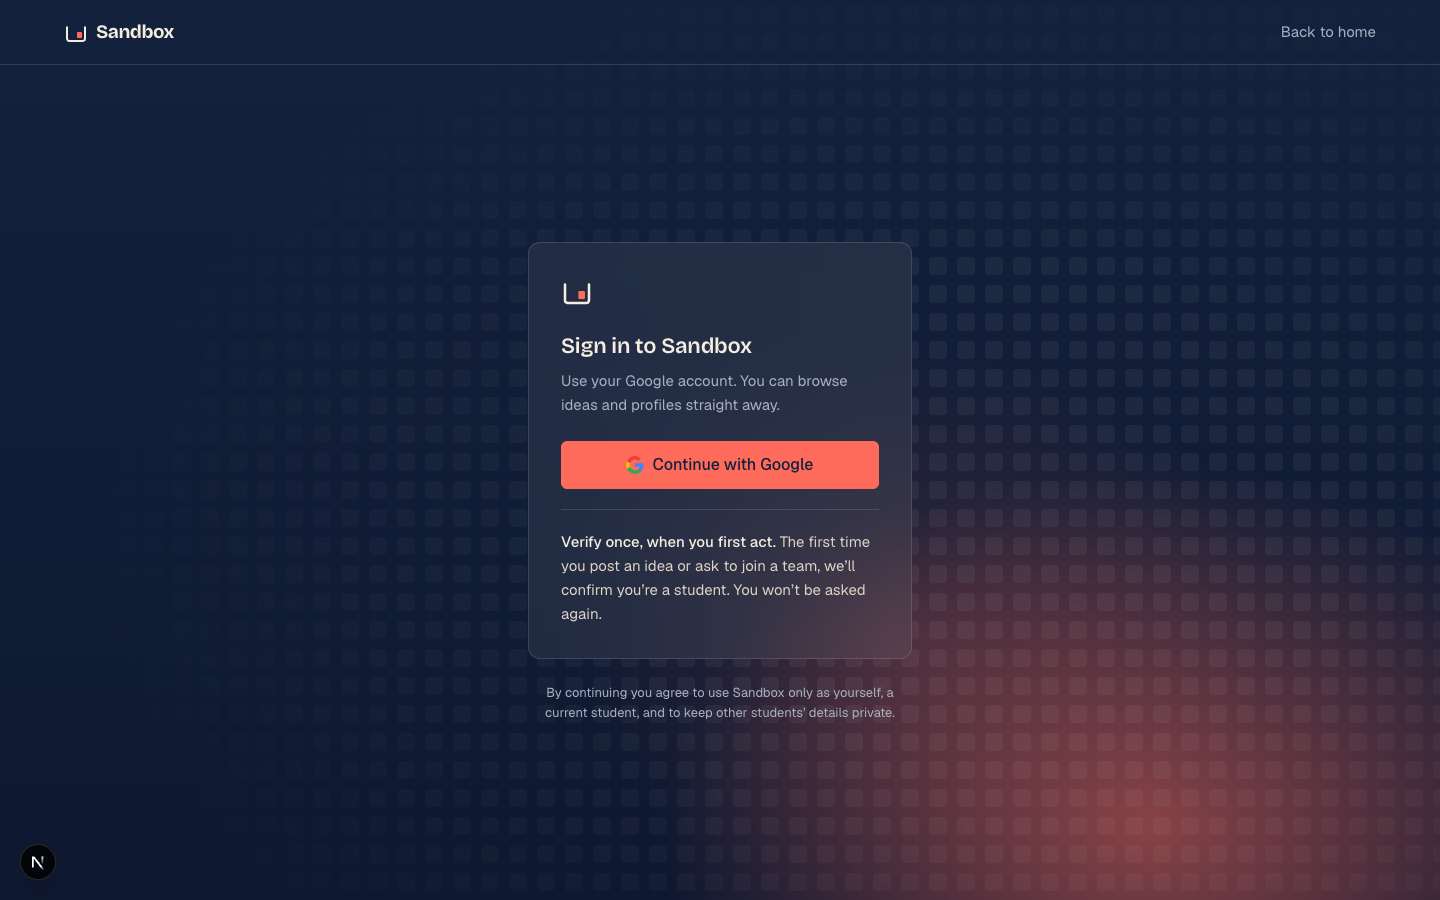 Sandbox
Back to home
Sign in to Sandbox
Use your Google account. You can browse
ideas and profiles straight away.
Continue with Google
Verify once, when you first act. The first time
you post an idea or ask to join a team, we’ll
confirm you’re a student. You won’t be asked
again.
By continuing you agree to use Sandbox only as yourself, a
current student, and to keep other students’ details private.
N